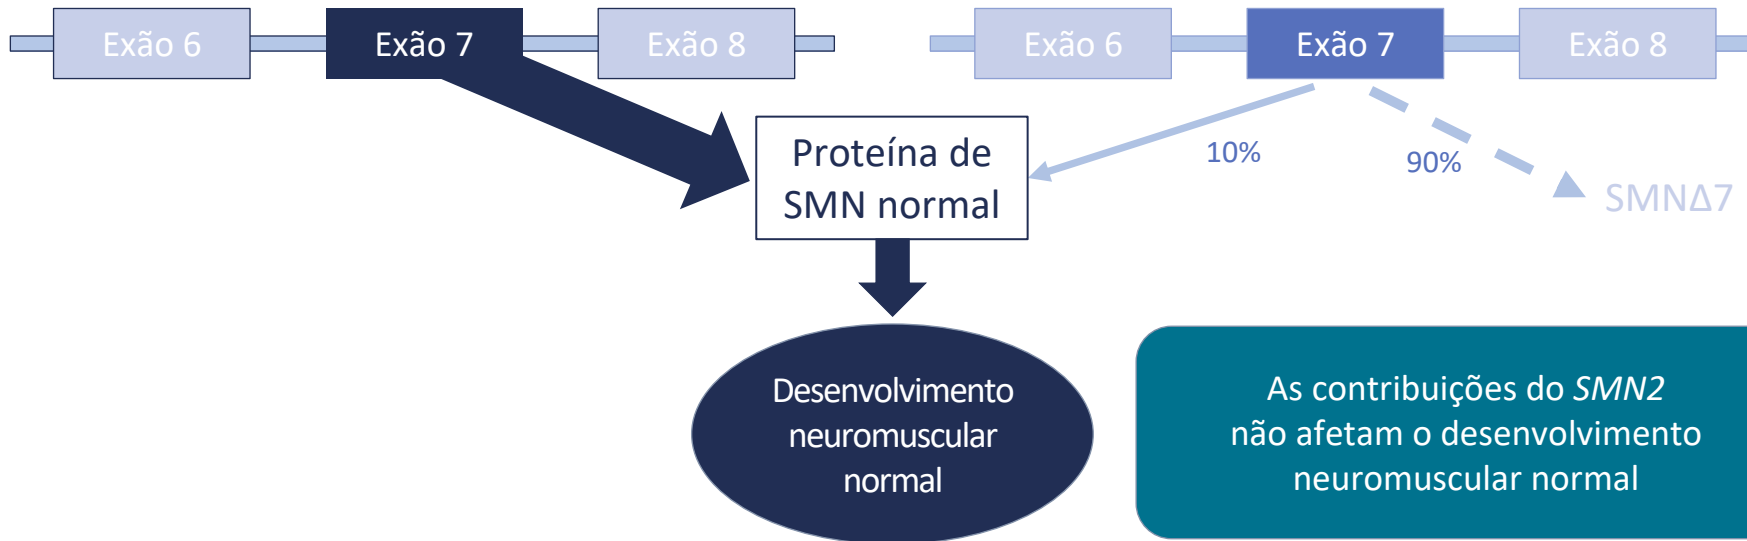 Exão 6
Exão 7
Exão 8
Exão 6
Exão 7
Exão 8
Proteína de
SMN normal
10%
90%
SMNΔ7
Desenvolvimento
neuromuscular
normal
As contribuições do SMN2
não afetam o desenvolvimento
neuromuscular normal